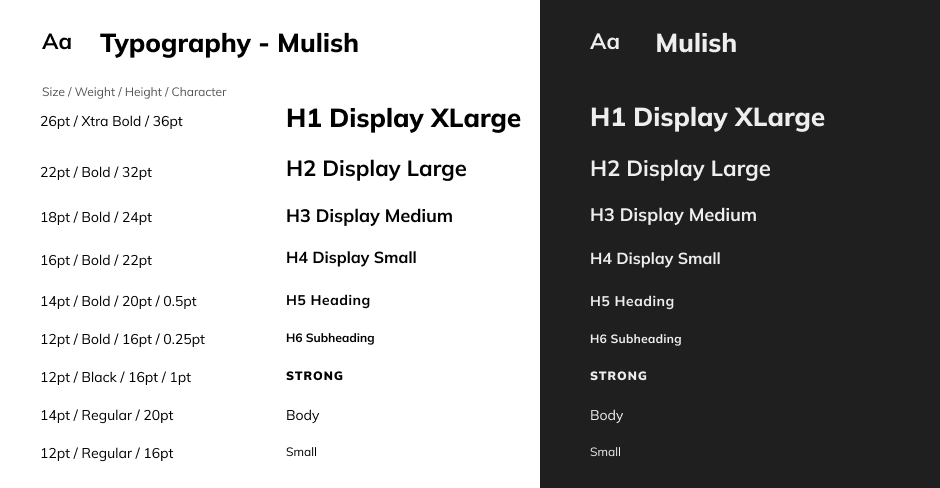 Aa Typography - Mulish
Size / Weight / Height / Character
26pt / Xtra Bold / 36pt H1 Display XLarge
22pt / Bold / 32pt H2 Display Large
18pt / Bold / 24pt H3 Display Medium
16pt / Bold / 22pt H4 Display Small
14pt / Bold / 20pt / 0.5pt H5 Heading
12pt / Bold / 16pt / 0.25pt H6 Subheading
12pt / Black / 16pt / 1pt STRONG
14pt / Regular / 20pt Body
12pt / Regular / 16pt Small
Aa Mulish
H1 Display XLarge
H2 Display Large
H3 Display Medium
H4 Display Small
H5 Heading
H6 Subheading
STRONG
Body
Small